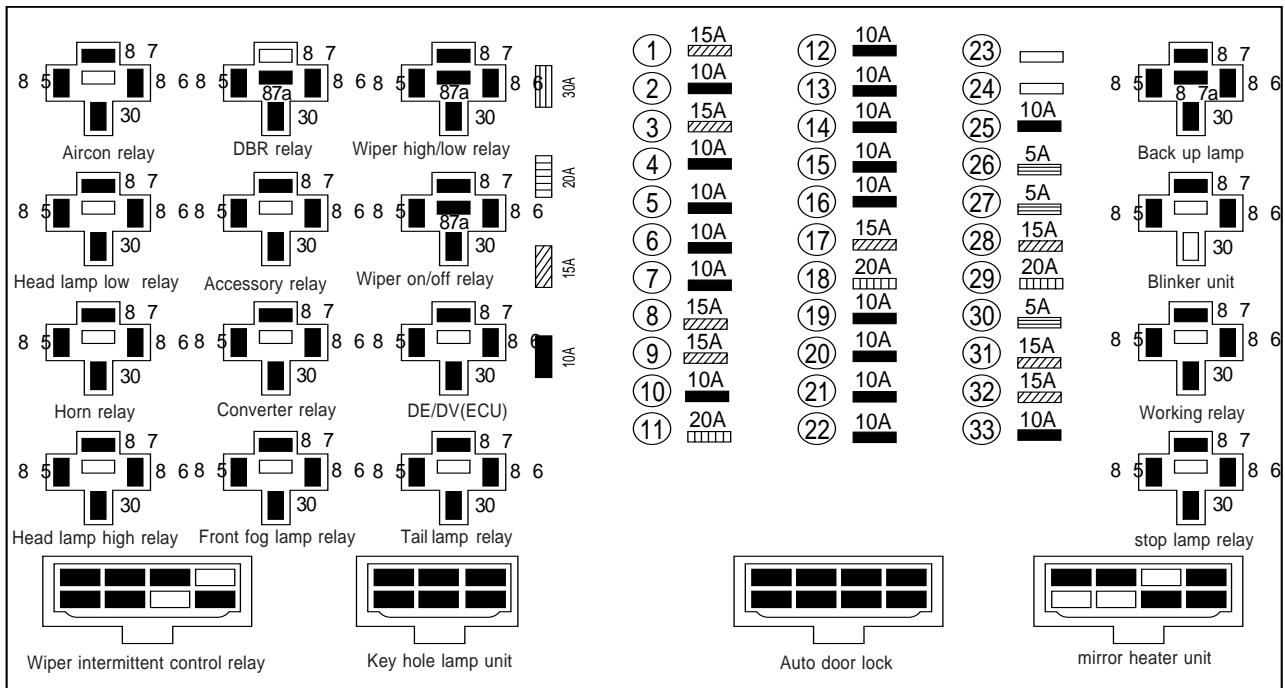 8 7
8 5 8 6
30
Aircon relay
8 7
8 5 8 6
87a
30
DBR relay
8 7
8 5 8 6
87a
30
Wiper high/low relay
8 7
8 5 8 6
30
Head lamp low relay
8 7
8 5 8 6
30
Accessory relay
8 7
8 5 8 6
87a
30
Wiper on/off relay
8 7
8 5 8 6
30
Horn relay
8 7
8 5 8 6
30
Converter relay
8 7
8 5 8 6
30
DE/DV(ECU)
8 7
8 5 8 6
30
Head lamp high relay
8 7
8 5 8 6
30
Front fog lamp relay
8 7
8 5 8 6
30
Tail lamp relay
30A
20A
15A
10A
1 15A
2 10A
3 15A
4 10A
5 10A
6 10A
7 10A
8 15A
9 15A
10 10A
11 20A
12 10A
13 10A
14 10A
15 10A
16 10A
17 15A
18 20A
19 10A
20 10A
21 10A
22 10A
23
24
25 10A
26 5A
27 5A
28 15A
29 20A
30 5A
31 15A
32 15A
33 10A
8 7
8 5 8 6
8 7a
30
Back up lamp
8 7
8 5 8 6
30
Blinker unit
8 7
8 5 8 6
30
Working relay
8 7
8 5 8 6
30
stop lamp relay
Wiper intermittent control relay
Key hole lamp unit
Auto door lock
mirror heater unit